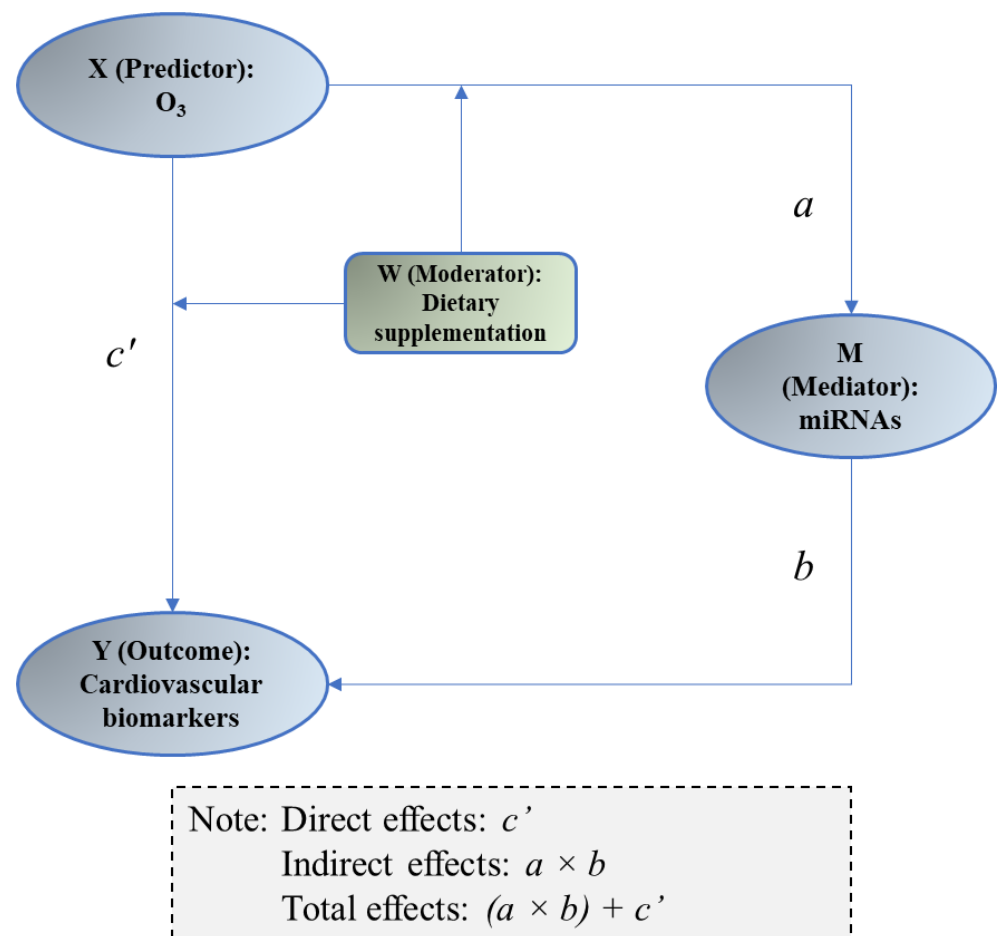 X (Predictor):
O₃
a
W (Moderator):
Dietary
supplementation
c'
M
(Mediator):
miRNAs
b
Y (Outcome):
Cardiovascular
biomarkers
Note: Direct effects: c’
Indirect effects: a × b
Total effects: (a × b) + c’